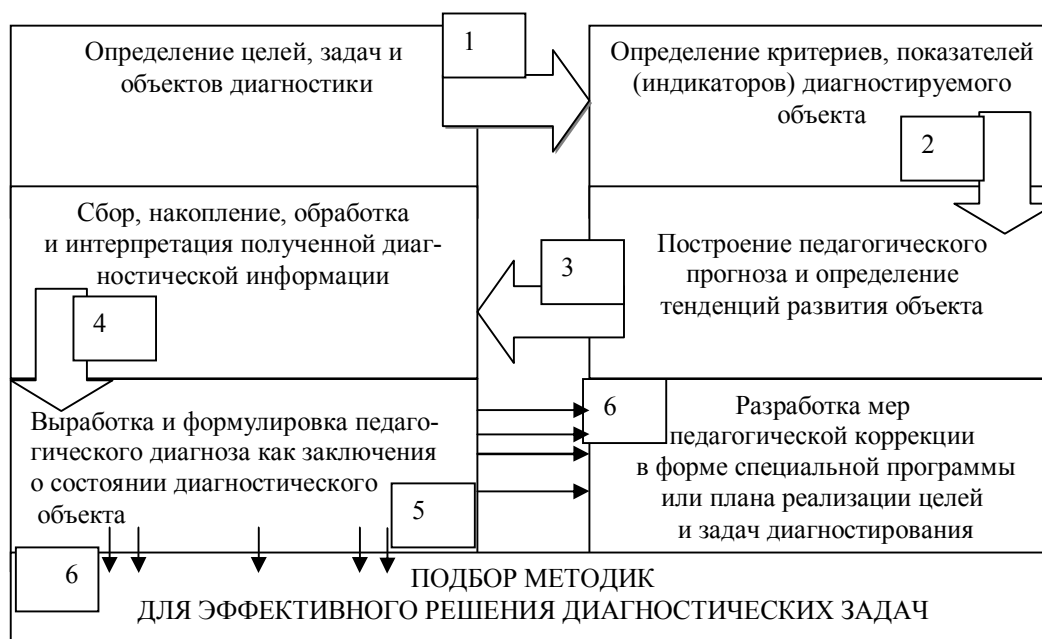 Определение целей, задач и
объектов диагностики
1
Определение критериев, показателей
(индикаторов) диагностируемого
объекта
2
Сбор, накопление, обработка
и интерпретация полученной диаг-
ностической информации
3
Построение педагогического
прогноза и определение
тенденций развития объекта
4
Выработка и формулировка педаго-
гического диагноза как заключения
о состоянии диагностического
объекта
5
6
Разработка мер
педагогической коррекции
в форме специальной программы
или плана реализации целей
и задач диагностирования
6
ПОДБОР МЕТОДИК
ДЛЯ ЭФФЕКТИВНОГО РЕШЕНИЯ ДИАГНОСТИЧЕСКИХ ЗАДАЧ